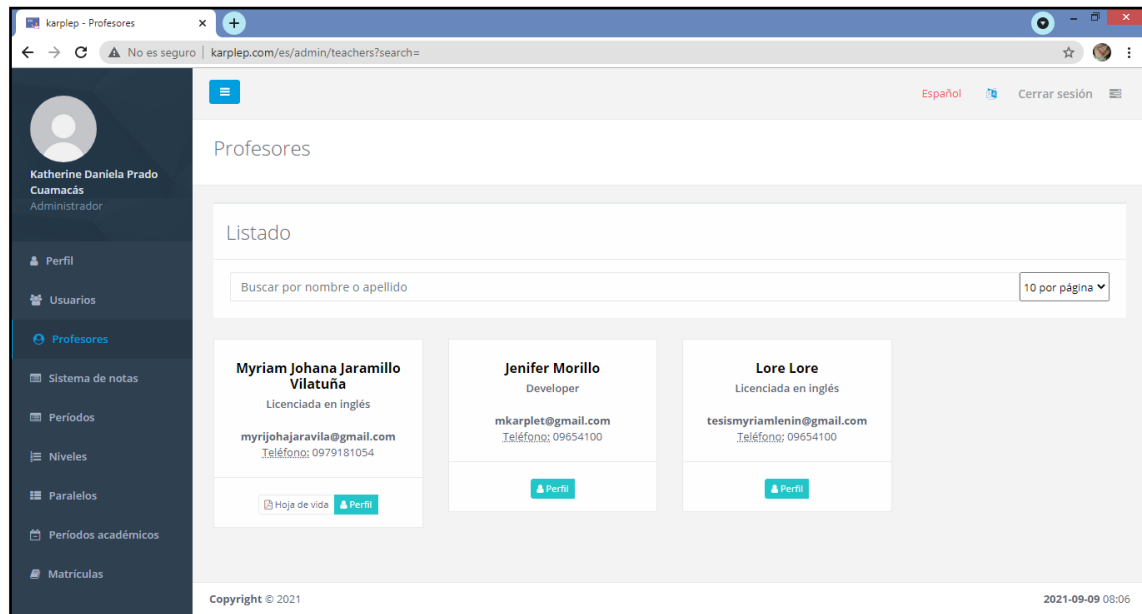 karplep - Profesores
No es seguro | karplep.com/es/admin/teachers?search=
Katherine Daniela Prado
Cuamacás
Administrador
Perfil
Usuarios
Profesores
Sistema de notas
Períodos
Niveles
Paralelos
Períodos académicos
Matrículas
Español
Cerrar sesión
Profesores
Listado
Buscar por nombre o apellido
10 por página
Myriam Johana Jaramillo
Vilatuña
Licenciada en inglés
myrijohajaravila@gmail.com
Teléfono: 0979181054
Hoja de vida
Perfil
Jenifer Morillo
Developer
mkarplet@gmail.com
Teléfono: 09654100
Perfil
Lore Lore
Licenciada en inglés
tesismyriamlenin@gmail.com
Teléfono: 09654100
Perfil
Copyright © 2021
2021-09-09 08:06